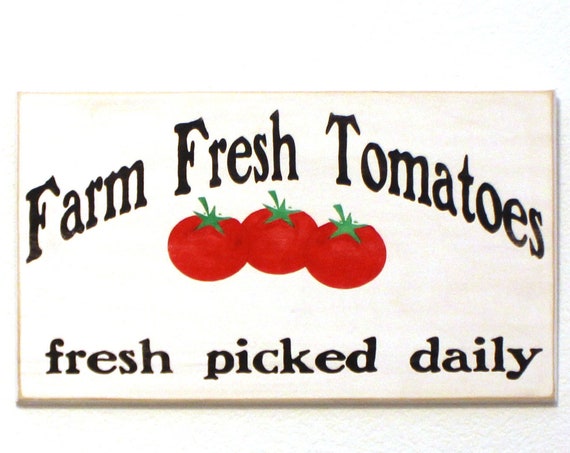 Farm Fresh Tomatoes
fresh picked daily